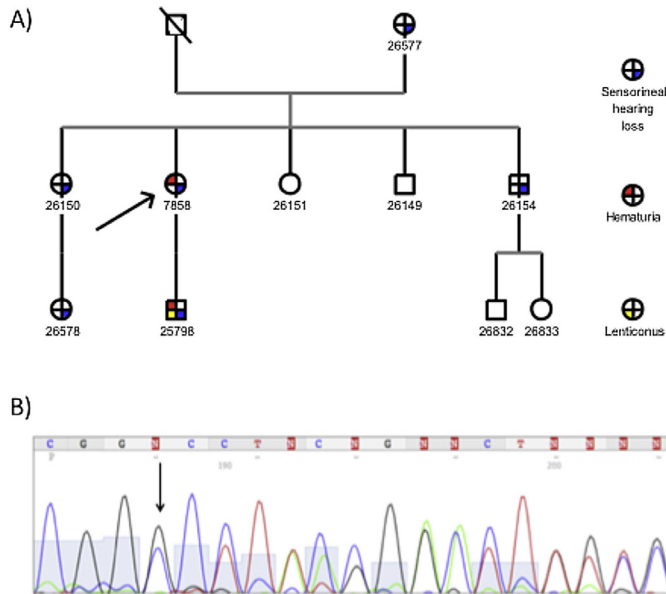 A)
26577
Sensorineal
hearing
loss
26150
7858
26151
26149
26154
Hematuria
26578
25798
26832
26833
Lenticonus
B)
C G G N C C T N C N G N N C T N N N N
190
200